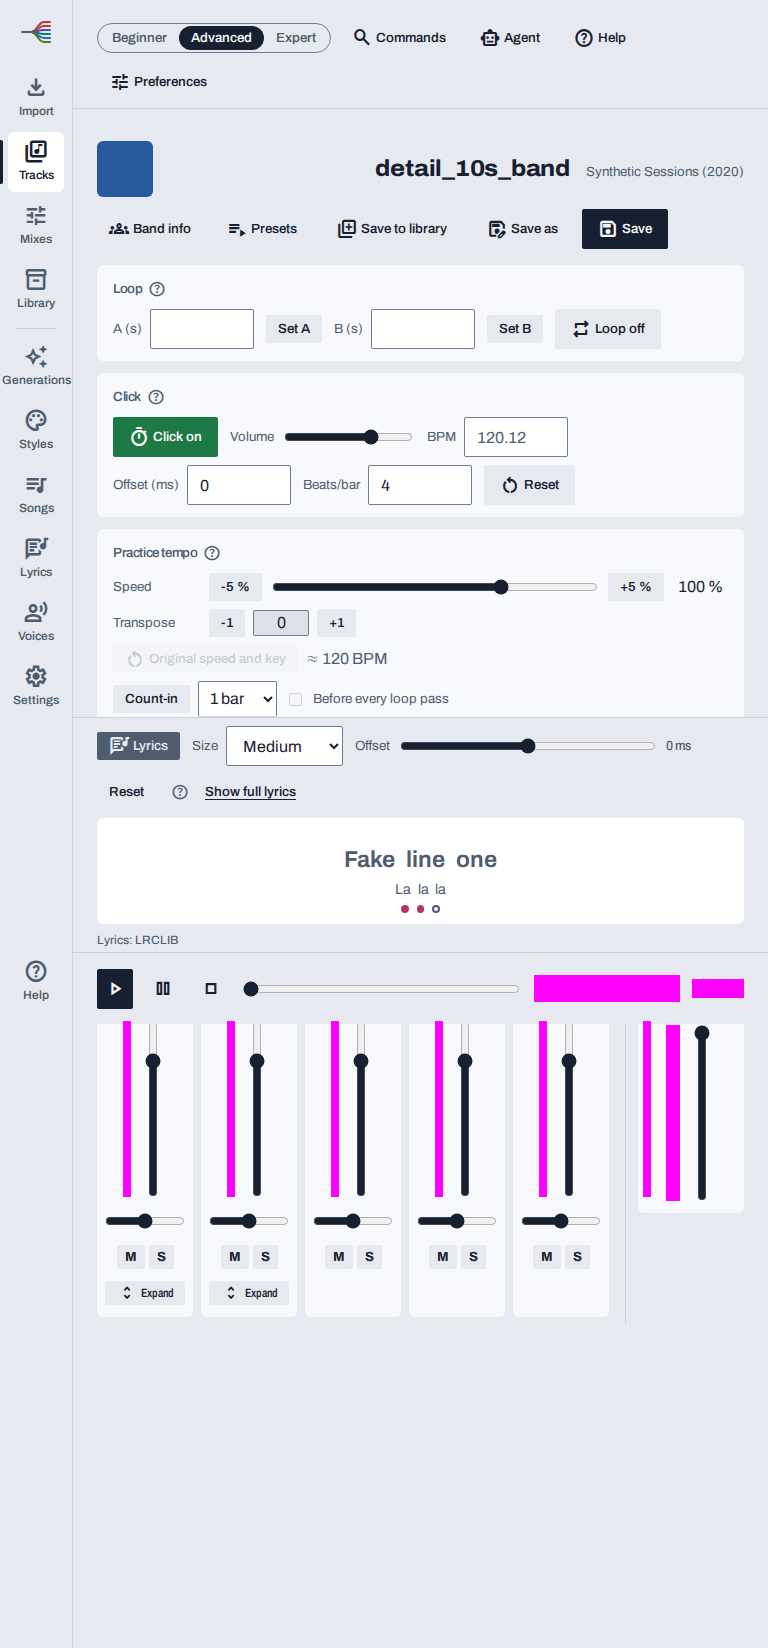 Beginner Advanced Expert Commands Agent Help
Preferences
Import
Tracks
Mixes
Library
Generations
Styles
Songs
Lyrics
Voices
Settings
Help
detail_10s_band Synthetic Sessions (2020)
Band info Presets Save to library Save as Save
Loop
A (s) Set A B (s) Set B Loop off
Click
Click on Volume BPM 120.12
Offset (ms) 0 Beats/bar 4 Reset
Practice tempo
Speed -5 % +5 % 100 %
Transpose -1 0 +1
Original speed and key ≈ 120 BPM
Count-in 1 bar Before every loop pass
Lyrics Size Medium Offset 0 ms
Reset Show full lyrics
Fake line one
La la la
Lyrics: LRCLIB
M S M S M S M S M S
Expand Expand